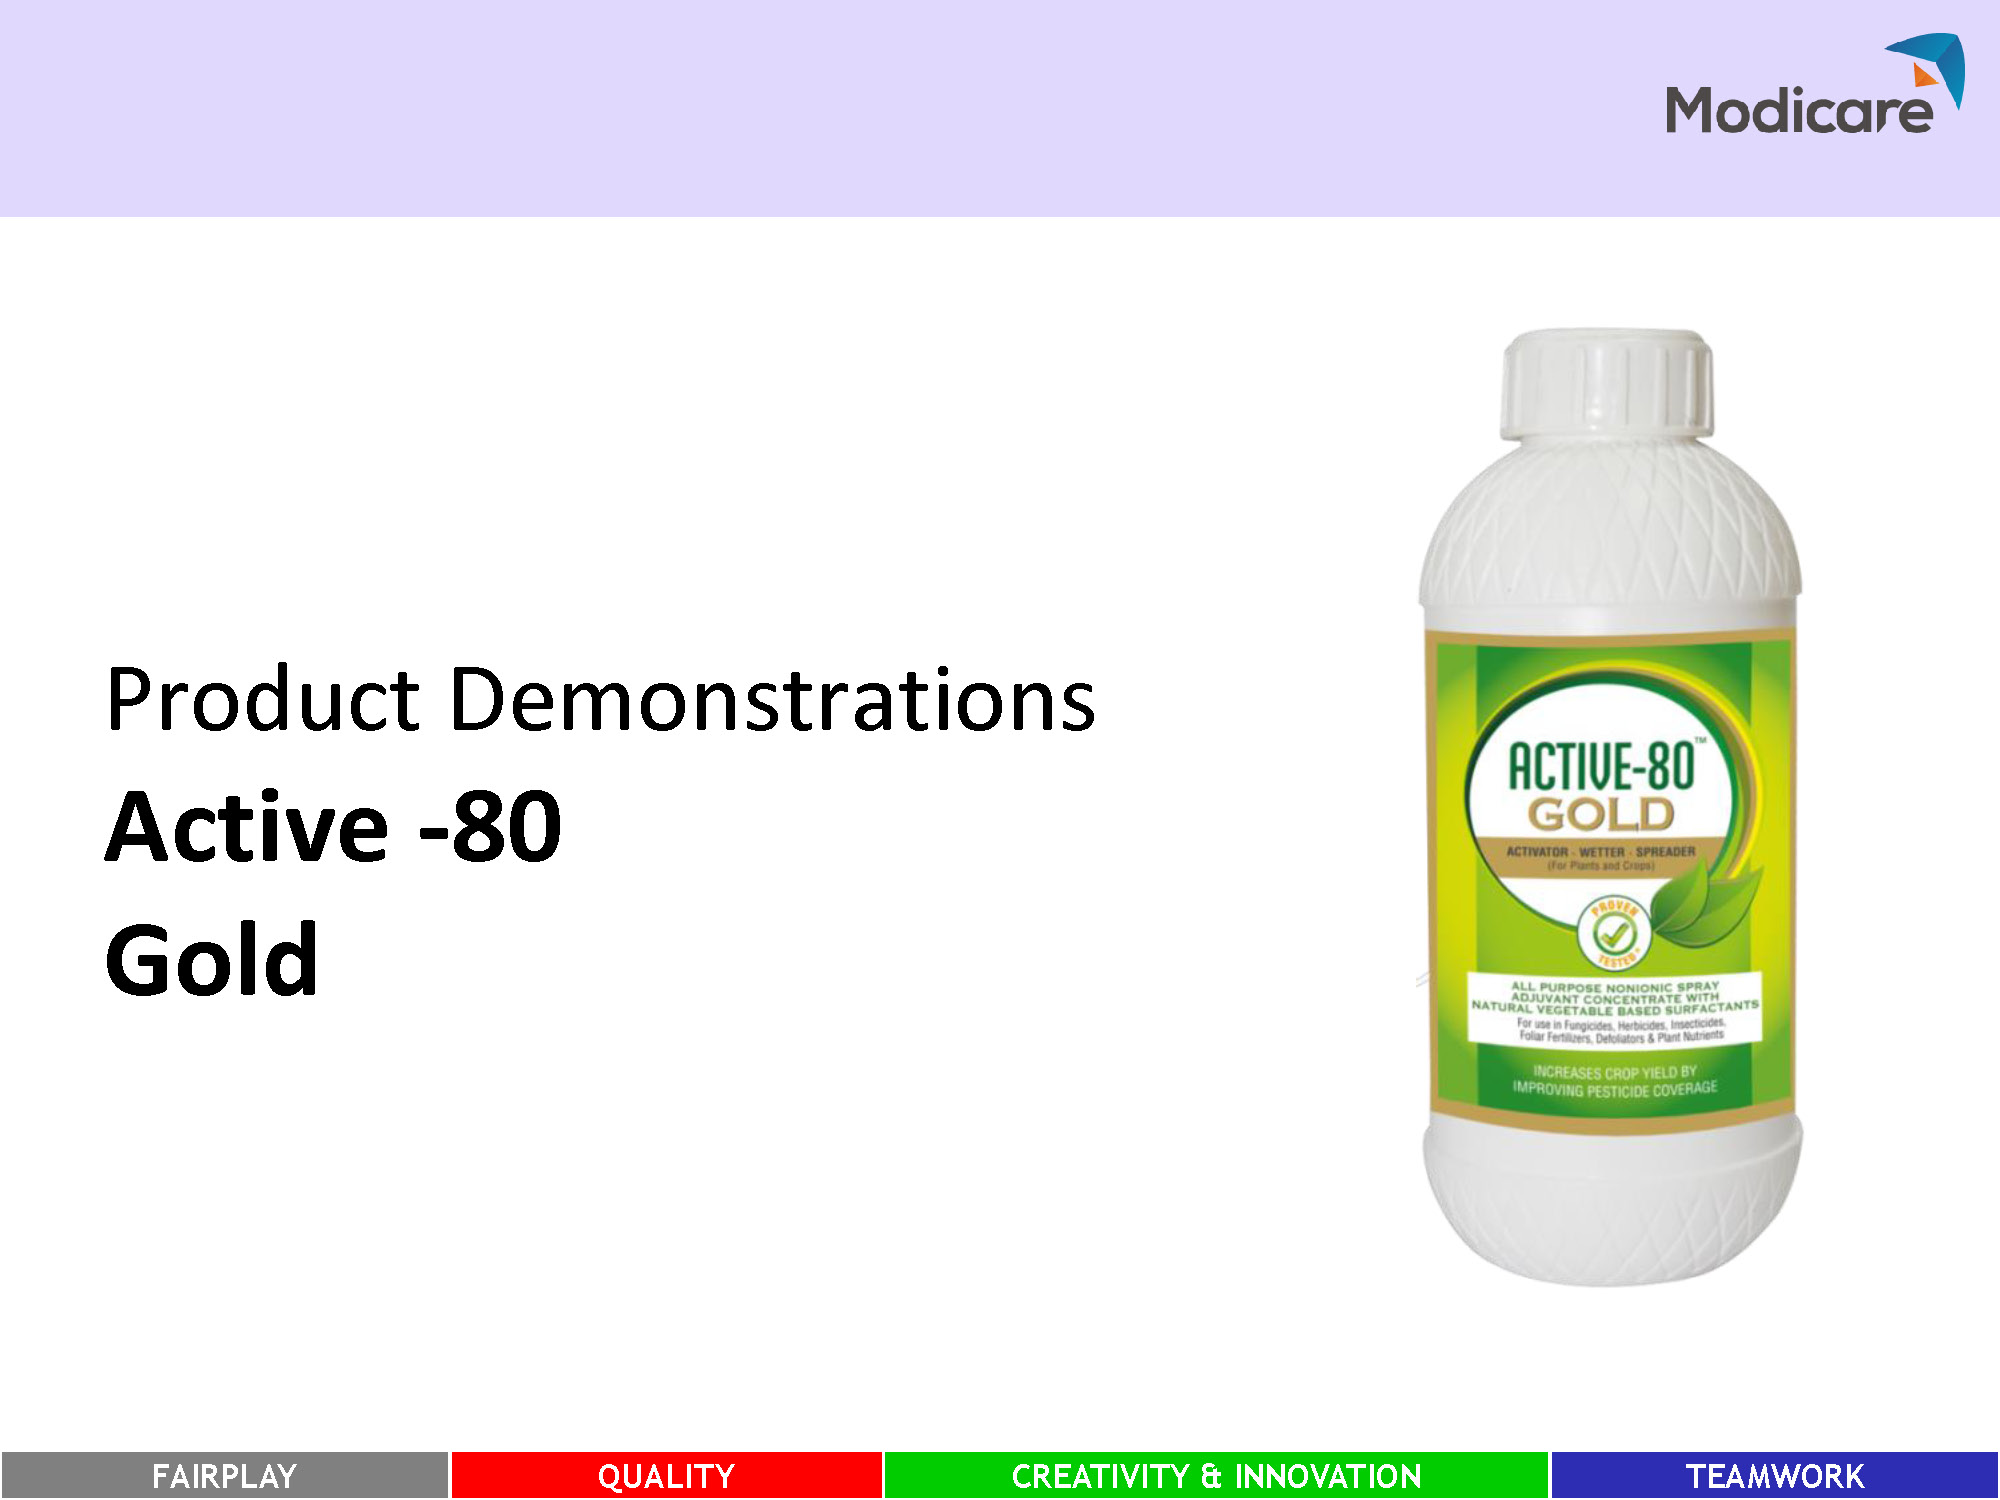 Modicare
Product Demonstrations
Active -80
Gold
ACTIVE-80™
GOLD
ACTIVATOR - WETTER - SPREADER
(For Plants and Crops)
PROVEN
TESTED
ALL PURPOSE NONIONIC SPRAY
ADJUVANT CONCENTRATE WITH
NATURAL VEGETABLE BASED SURFACTANTS
For use in Fungicides, Herbicides, Insecticides,
Foliar Fertilizers, Defoliators & Plant Nutrients
INCREASES CROP YIELD BY
IMPROVING PESTICIDE COVERAGE
FAIRPLAY
QUALITY
CREATIVITY & INNOVATION
TEAMWORK